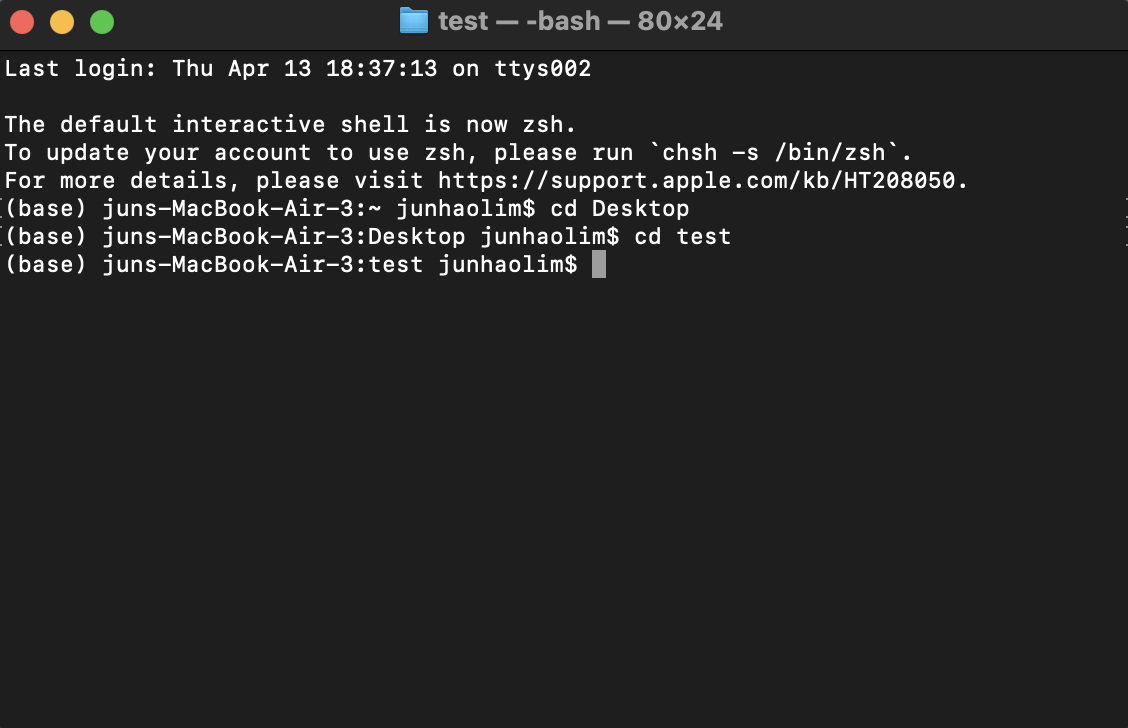 test — -bash — 80×24
Last login: Thu Apr 13 18:37:13 on ttys002
The default interactive shell is now zsh.
To update your account to use zsh, please run `chsh -s /bin/zsh`.
For more details, please visit https://support.apple.com/kb/HT208050.
(base) juns-MacBook-Air-3:~ junhaolim$ cd Desktop
(base) juns-MacBook-Air-3:Desktop junhaolim$ cd test
(base) juns-MacBook-Air-3:test junhaolim$